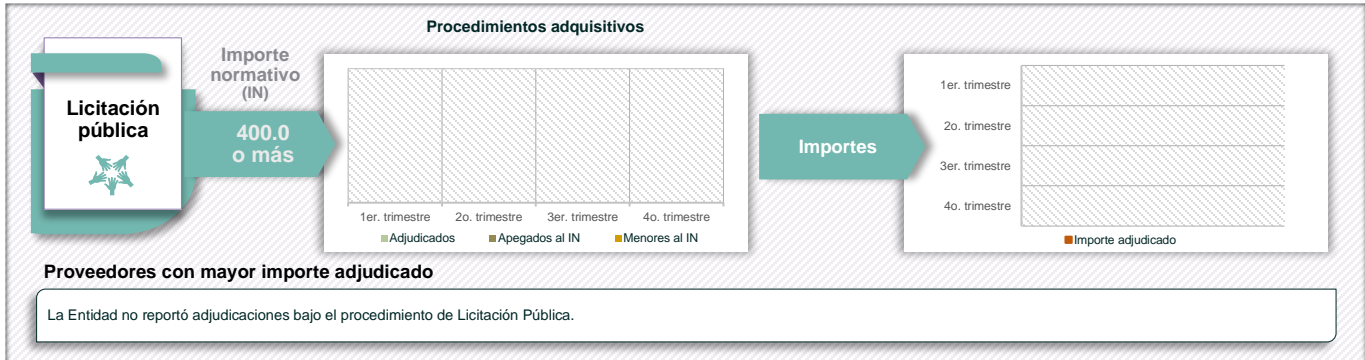 Procedimientos adquisitivos
Licitación
pública
Importe
normativo
(IN)
400.0
o más
1er. trimestre
2o. trimestre
3er. trimestre
4o. trimestre
Adjudicados
Apegados al IN
Menores al IN
Importes
1er. trimestre
2o. trimestre
3er. trimestre
4o. trimestre
Importe adjudicado
Proveedores con mayor importe adjudicado
La Entidad no reportó adjudicaciones bajo el procedimiento de Licitación Pública.